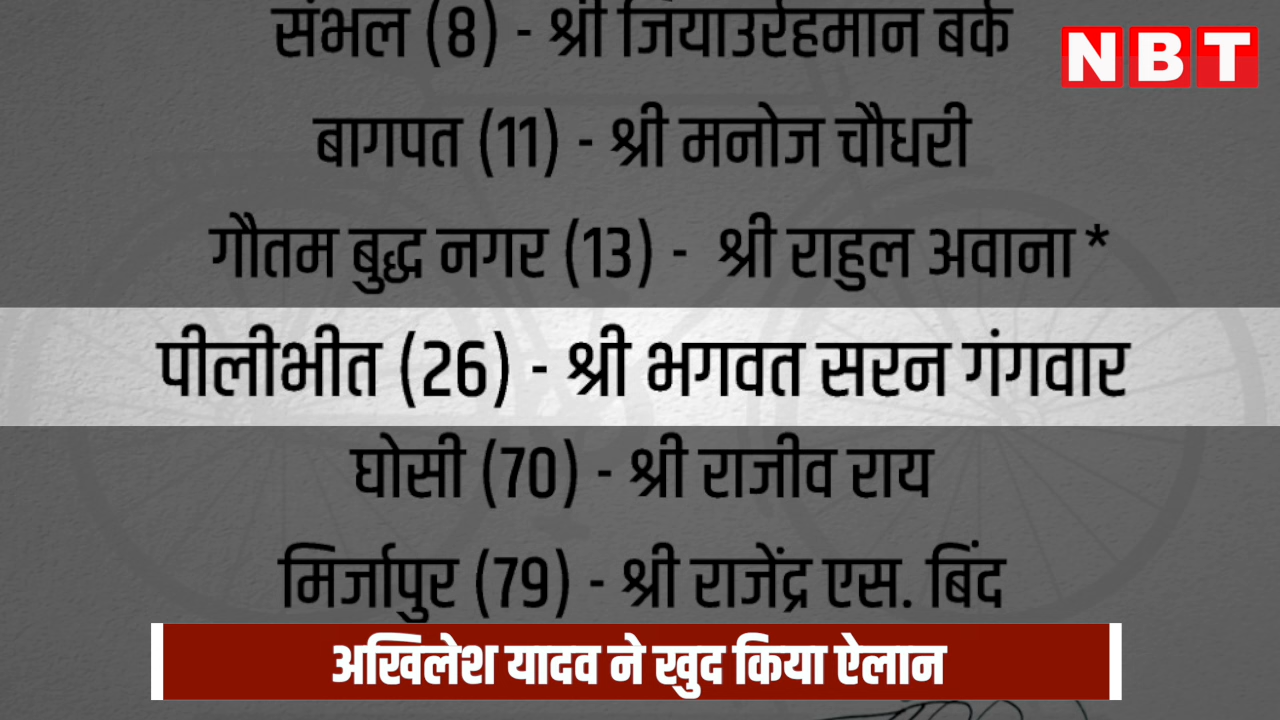 संभल (8) - श्री जियाउर्रहमान बर्क
NBT
बागपत (11) - श्री मनोज चौधरी
गौतम बुद्ध नगर (13) - श्री राहुल अवाना *
पीलीभीत (26) - श्री भगवत सरन गंगवार
घोसी (70) - श्री राजीव राय
मिर्जापुर (79) - श्री राजेंद्र एस. बिंद
अखिलेश यादव ने खुद किया ऐलान